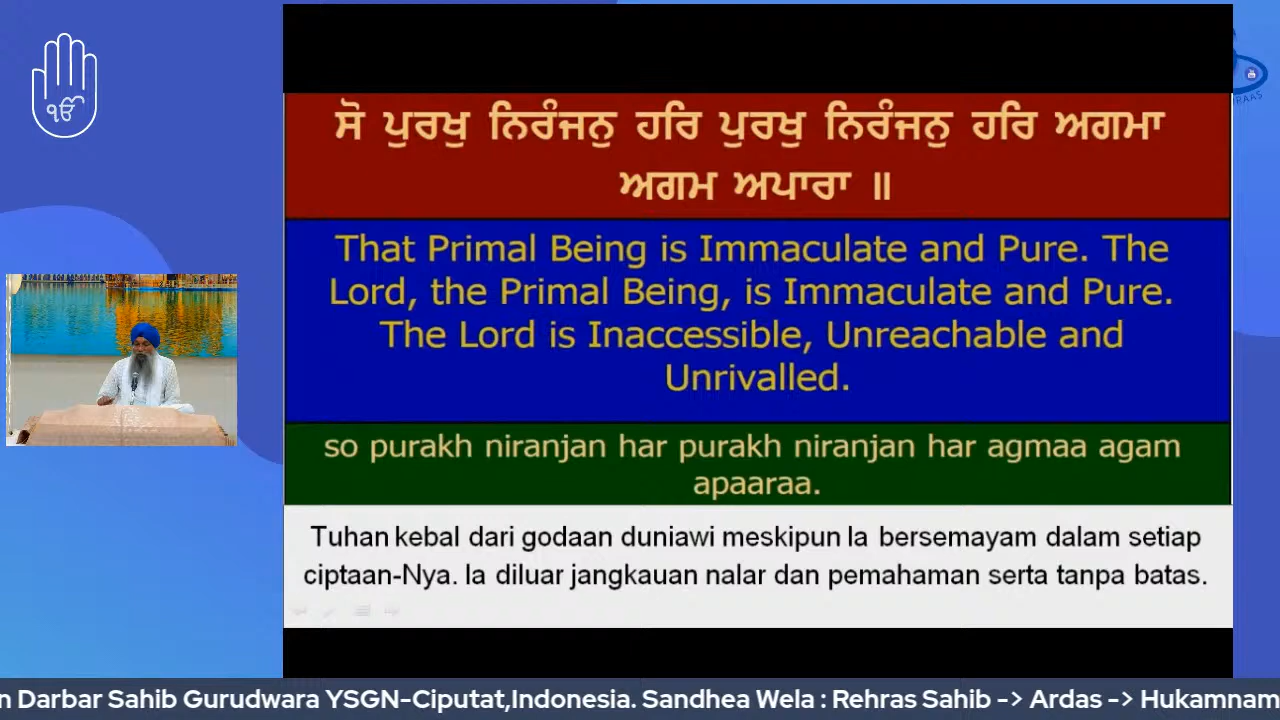 ੴ
ਸੋ ਪੁਰਖੁ ਨਿਰੰਜਨੁ ਹਰਿ ਪੁਰਖੁ ਨਿਰੰਜਨੁ ਹਰਿ ਅਗਮਾ
ਅਗਮ ਅਪਾਰਾ ॥
That Primal Being is Immaculate and Pure. The
Lord, the Primal Being, is Immaculate and Pure.
The Lord is Inaccessible, Unreachable and
Unrivalled.
so purakh niranjan har purakh niranjan har agmaa agam
apaaraa.
Tuhan kebal dari godaan duniawi meskipun Ia bersemayam dalam setiap
ciptaan-Nya. Ia diluar jangkauan nalar dan pemahaman serta tanpa batas.
n Darbar Sahib Gurudwara YSGN-Ciputat,Indonesia. Sandhea Wela : Rehras Sahib -> Ardas -> Hukamnam